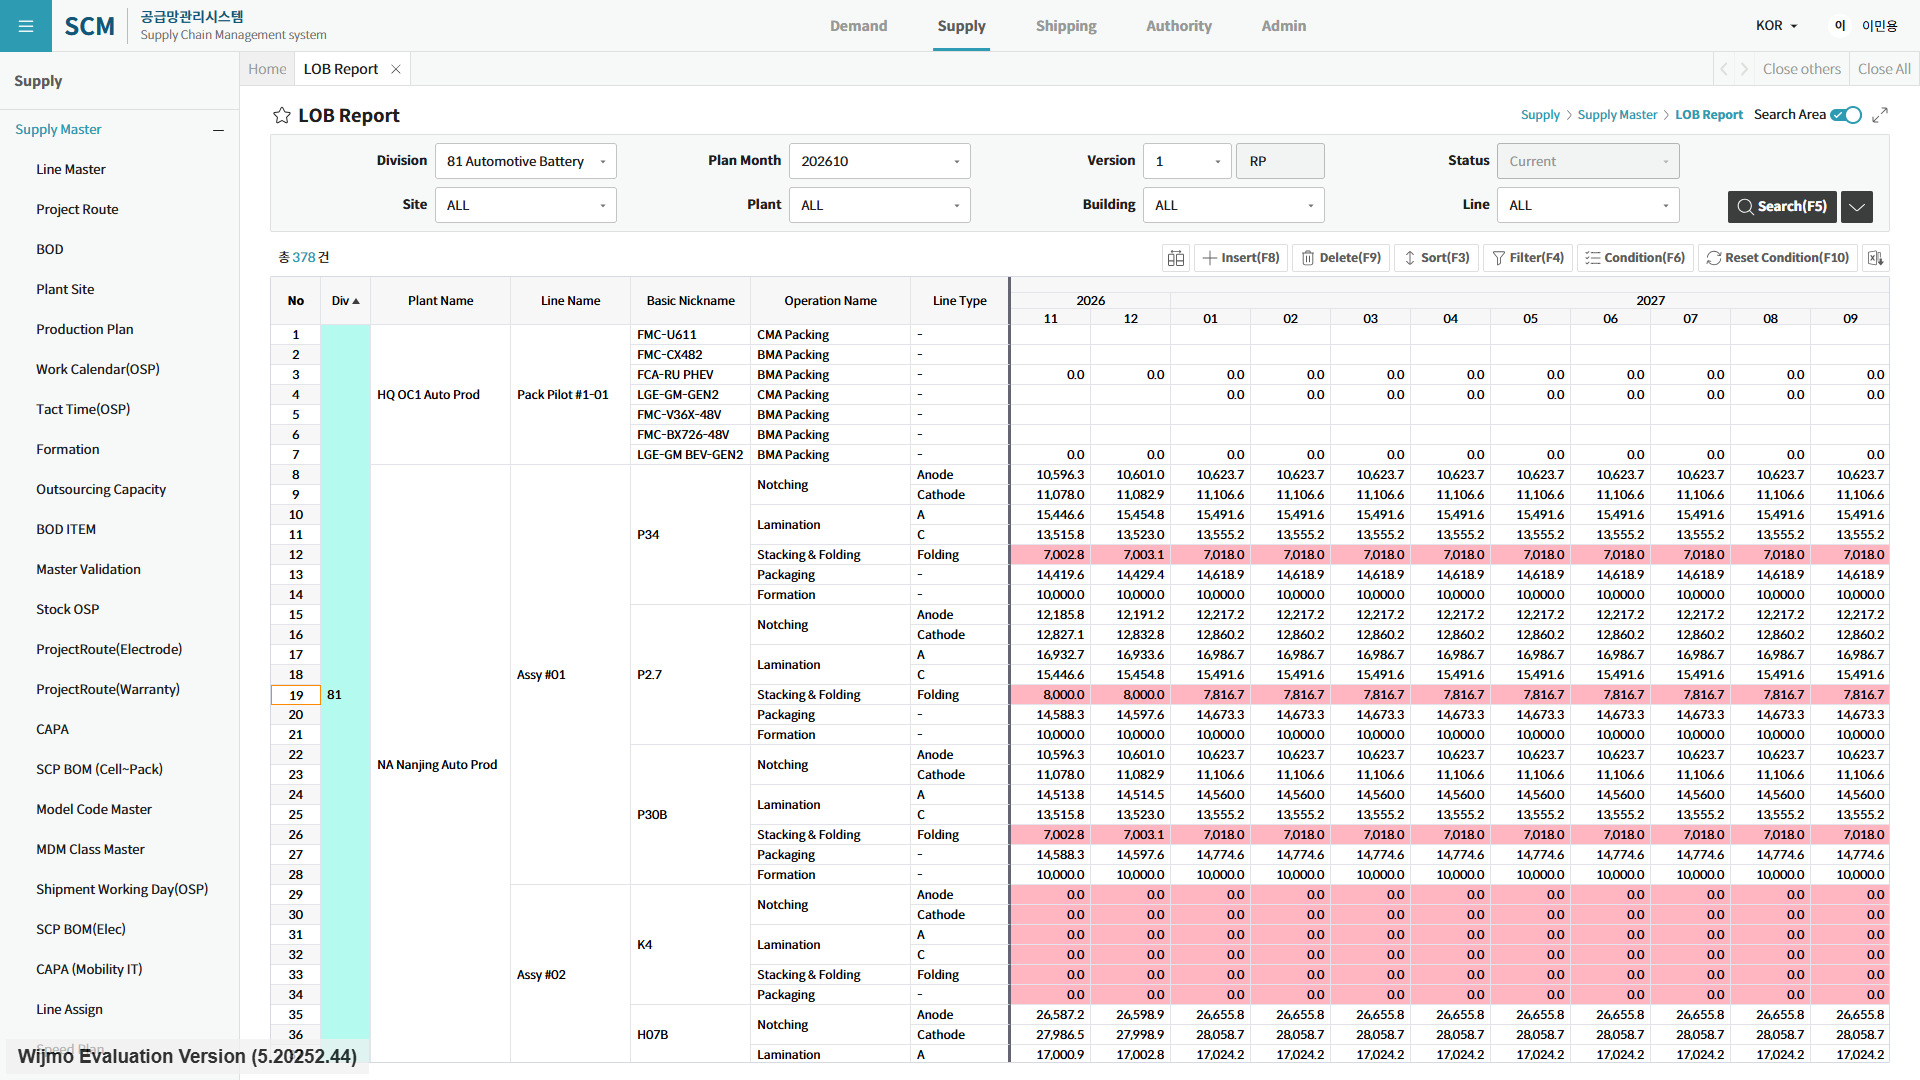 SCM
공급망관리시스템
Supply Chain Management system
Demand Supply Shipping Authority Admin
KOR 이 이민용
Supply
Home LOB Report Close others Close All
Supply Master
Line Master
Project Route
BOD
Plant Site
Production Plan
Work Calendar(OSP)
Tact Time(OSP)
Formation
Outsourcing Capacity
BOD ITEM
Master Validation
Stock OSP
ProjectRoute(Electrode)
ProjectRoute(Warranty)
CAPA
SCP BOM (Cell~Pack)
Model Code Master
MDM Class Master
Shipment Working Day(OSP)
SCP BOM(Elec)
CAPA (Mobility IT)
Line Assign
Speed Plan
Wijmo Evaluation Version (5.20252.44)
LOB Report
Supply > Supply Master > LOB Report Search Area
Division 81 Automotive Battery Plan Month 202610 Version 1 RP Status Current
Site ALL Plant ALL Building ALL Line ALL Search(F5)
총 378 건
Insert(F8) Delete(F9) Sort(F3) Filter(F4) Condition(F6) Reset Condition(F10)
No Div Plant Name Line Name Basic Nickname Operation Name Line Type 2026 2027
11 12 01 02 03 04 05 06 07 08 09
1 FMC-U611 CMA Packing -
2 FMC-CX482 BMA Packing -
3 FCA-RU PHEV BMA Packing - 0.0 0.0 0.0 0.0 0.0 0.0 0.0 0.0 0.0 0.0 0.0
4 HQ OC1 Auto Prod Pack Pilot #1-01 LGE-GM-GEN2 CMA Packing - 0.0 0.0 0.0 0.0 0.0 0.0 0.0 0.0 0.0
5 FMC-V36X-48V BMA Packing -
6 FMC-BX726-48V BMA Packing -
7 LGE-GM BEV-GEN2 BMA Packing - 0.0 0.0 0.0 0.0 0.0 0.0 0.0 0.0 0.0 0.0 0.0
8 Notching Anode 10,596.3 10,601.0 10,623.7 10,623.7 10,623.7 10,623.7 10,623.7 10,623.7 10,623.7 10,623.7 10,623.7
9 Cathode 11,078.0 11,082.9 11,106.6 11,106.6 11,106.6 11,106.6 11,106.6 11,106.6 11,106.6 11,106.6 11,106.6
10 Lamination A 15,446.6 15,454.8 15,491.6 15,491.6 15,491.6 15,491.6 15,491.6 15,491.6 15,491.6 15,491.6 15,491.6
11 P34 C 13,515.8 13,523.0 13,555.2 13,555.2 13,555.2 13,555.2 13,555.2 13,555.2 13,555.2 13,555.2 13,555.2
12 Stacking & Folding Folding 7,002.8 7,003.1 7,018.0 7,018.0 7,018.0 7,018.0 7,018.0 7,018.0 7,018.0 7,018.0 7,018.0
13 Packaging - 14,419.6 14,429.4 14,618.9 14,618.9 14,618.9 14,618.9 14,618.9 14,618.9 14,618.9 14,618.9 14,618.9
14 Formation - 10,000.0 10,000.0 10,000.0 10,000.0 10,000.0 10,000.0 10,000.0 10,000.0 10,000.0 10,000.0 10,000.0
15 Notching Anode 12,185.8 12,191.2 12,217.2 12,217.2 12,217.2 12,217.2 12,217.2 12,217.2 12,217.2 12,217.2 12,217.2
16 Cathode 12,827.1 12,832.8 12,860.2 12,860.2 12,860.2 12,860.2 12,860.2 12,860.2 12,860.2 12,860.2 12,860.2
17 Lamination A 16,932.7 16,933.6 16,986.7 16,986.7 16,986.7 16,986.7 16,986.7 16,986.7 16,986.7 16,986.7 16,986.7
18 Assy #01 P2.7 C 15,446.6 15,454.8 15,491.6 15,491.6 15,491.6 15,491.6 15,491.6 15,491.6 15,491.6 15,491.6 15,491.6
19 81 Stacking & Folding Folding 8,000.0 8,000.0 7,816.7 7,816.7 7,816.7 7,816.7 7,816.7 7,816.7 7,816.7 7,816.7 7,816.7
20 Packaging - 14,588.3 14,597.6 14,673.3 14,673.3 14,673.3 14,673.3 14,673.3 14,673.3 14,673.3 14,673.3 14,673.3
21 Formation - 10,000.0 10,000.0 10,000.0 10,000.0 10,000.0 10,000.0 10,000.0 10,000.0 10,000.0 10,000.0 10,000.0
22 NA Nanjing Auto Prod Notching Anode 10,596.3 10,601.0 10,623.7 10,623.7 10,623.7 10,623.7 10,623.7 10,623.7 10,623.7 10,623.7 10,623.7
23 Cathode 11,078.0 11,082.9 11,106.6 11,106.6 11,106.6 11,106.6 11,106.6 11,106.6 11,106.6 11,106.6 11,106.6
24 Lamination A 14,513.8 14,514.5 14,560.0 14,560.0 14,560.0 14,560.0 14,560.0 14,560.0 14,560.0 14,560.0 14,560.0
25 P30B C 13,515.8 13,523.0 13,555.2 13,555.2 13,555.2 13,555.2 13,555.2 13,555.2 13,555.2 13,555.2 13,555.2
26 Stacking & Folding Folding 7,002.8 7,003.1 7,018.0 7,018.0 7,018.0 7,018.0 7,018.0 7,018.0 7,018.0 7,018.0 7,018.0
27 Packaging - 14,588.3 14,597.6 14,774.6 14,774.6 14,774.6 14,774.6 14,774.6 14,774.6 14,774.6 14,774.6 14,774.6
28 Formation - 10,000.0 10,000.0 10,000.0 10,000.0 10,000.0 10,000.0 10,000.0 10,000.0 10,000.0 10,000.0 10,000.0
29 Notching Anode 0.0 0.0 0.0 0.0 0.0 0.0 0.0 0.0 0.0 0.0 0.0
30 Cathode 0.0 0.0 0.0 0.0 0.0 0.0 0.0 0.0 0.0 0.0 0.0
31 K4 Lamination A 0.0 0.0 0.0 0.0 0.0 0.0 0.0 0.0 0.0 0.0 0.0
32 C 0.0 0.0 0.0 0.0 0.0 0.0 0.0 0.0 0.0 0.0 0.0
33 Assy #02 Stacking & Folding Folding 0.0 0.0 0.0 0.0 0.0 0.0 0.0 0.0 0.0 0.0 0.0
34 Packaging - 0.0 0.0 0.0 0.0 0.0 0.0 0.0 0.0 0.0 0.0 0.0
35 Notching Anode 26,587.2 26,598.9 26,655.8 26,655.8 26,655.8 26,655.8 26,655.8 26,655.8 26,655.8 26,655.8 26,655.8
36 H07B Cathode 27,986.5 27,998.9 28,058.7 28,058.7 28,058.7 28,058.7 28,058.7 28,058.7 28,058.7 28,058.7 28,058.7
Lamination A 17,000.9 17,002.8 17,024.2 17,024.2 17,024.2 17,024.2 17,024.2 17,024.2 17,024.2 17,024.2 17,024.2